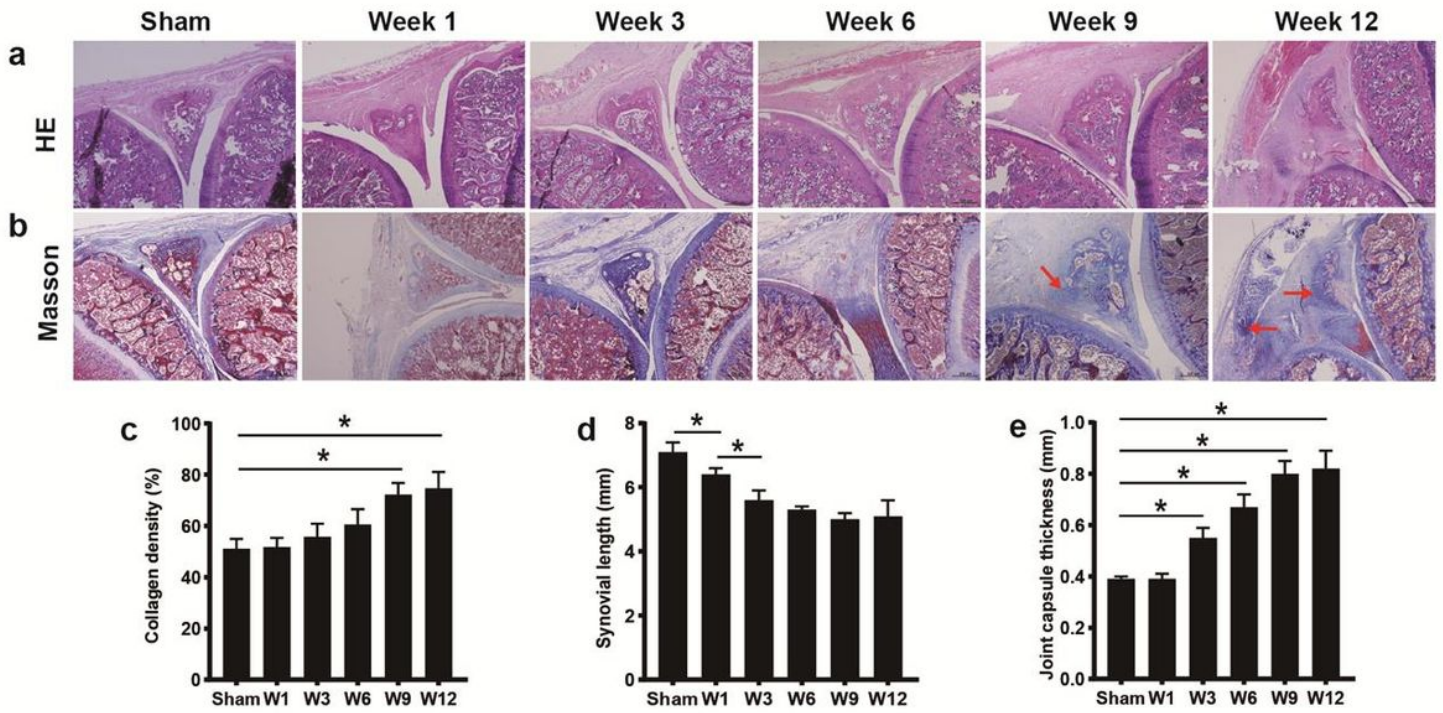 Sham Week 1 Week 3 Week 6 Week 9 Week 12
a
HE
b
Masson
c
*
*
Collagen density (%)
100
80
60
40
20
0
Sham W1 W3 W6 W9 W12
d
*
*
Synovial length (mm)
8
6
4
2
0
Sham W1 W3 W6 W9 W12
e
*
*
*
*
Joint capsule thickness (mm)
1.0
0.8
0.6
0.4
0.2
0.0
Sham W1 W3 W6 W9 W12